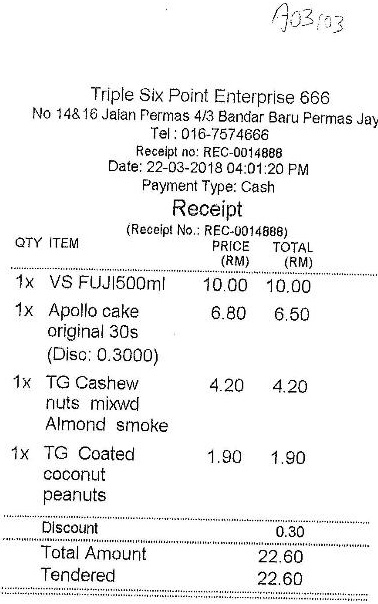 A03/03
Triple Six Point Enterprise 666
No 14&16 Jalan Permas 4/3 Bandar Baru Permas Jay
Tel : 016-7574666
Receipt no: REC-0014886
Date: 22-03-2018 04:01:20 PM
Payment Type: Cash
Receipt
(Receipt No.: REC-0014886)
QTY ITEM PRICE TOTAL
(RM) (RM)
1x VS FUJI500ml 10.00 10.00
1x Apollo cake 6.80 6.50
original 30s
(Disc: 0.3000)
1x TG Cashew 4.20 4.20
nuts mixwd
Almond smoke
1x TG Coated 1.90 1.90
coconut
peanuts
Discount 0.30
Total Amount 22.60
Tendered 22.60